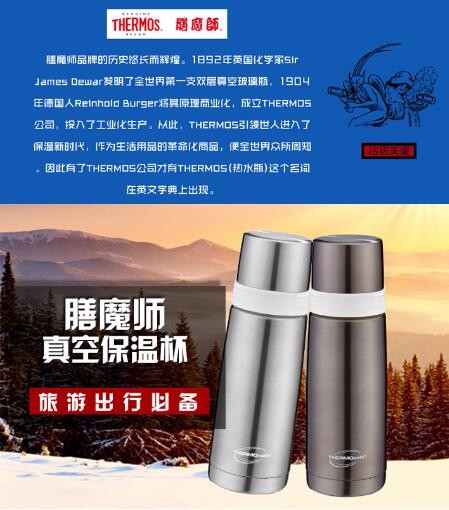 GENUINE
THERMOS.
BRAND
膳魔師
膳魔师品牌的历史悠长而辉煌。1892年英国化学家Sir
James Dewar发明了全世界第一支双层真空玻璃瓶，1904
年德国人Reinhold Burger将其原理商业化，成立THERMOS
公司，投入了工业化生产。从此，THERMOS引领世人进入了
保温新时代，作为生活用品的革命化商品，使全世界众所周知
。因此有了THERMOS公司才有THERMOS(热水瓶)这个名词
在英文字典上出现。
冷热天使
膳魔师
真空保温杯
旅游出行必备
THERMOcafé
THERMOcafé